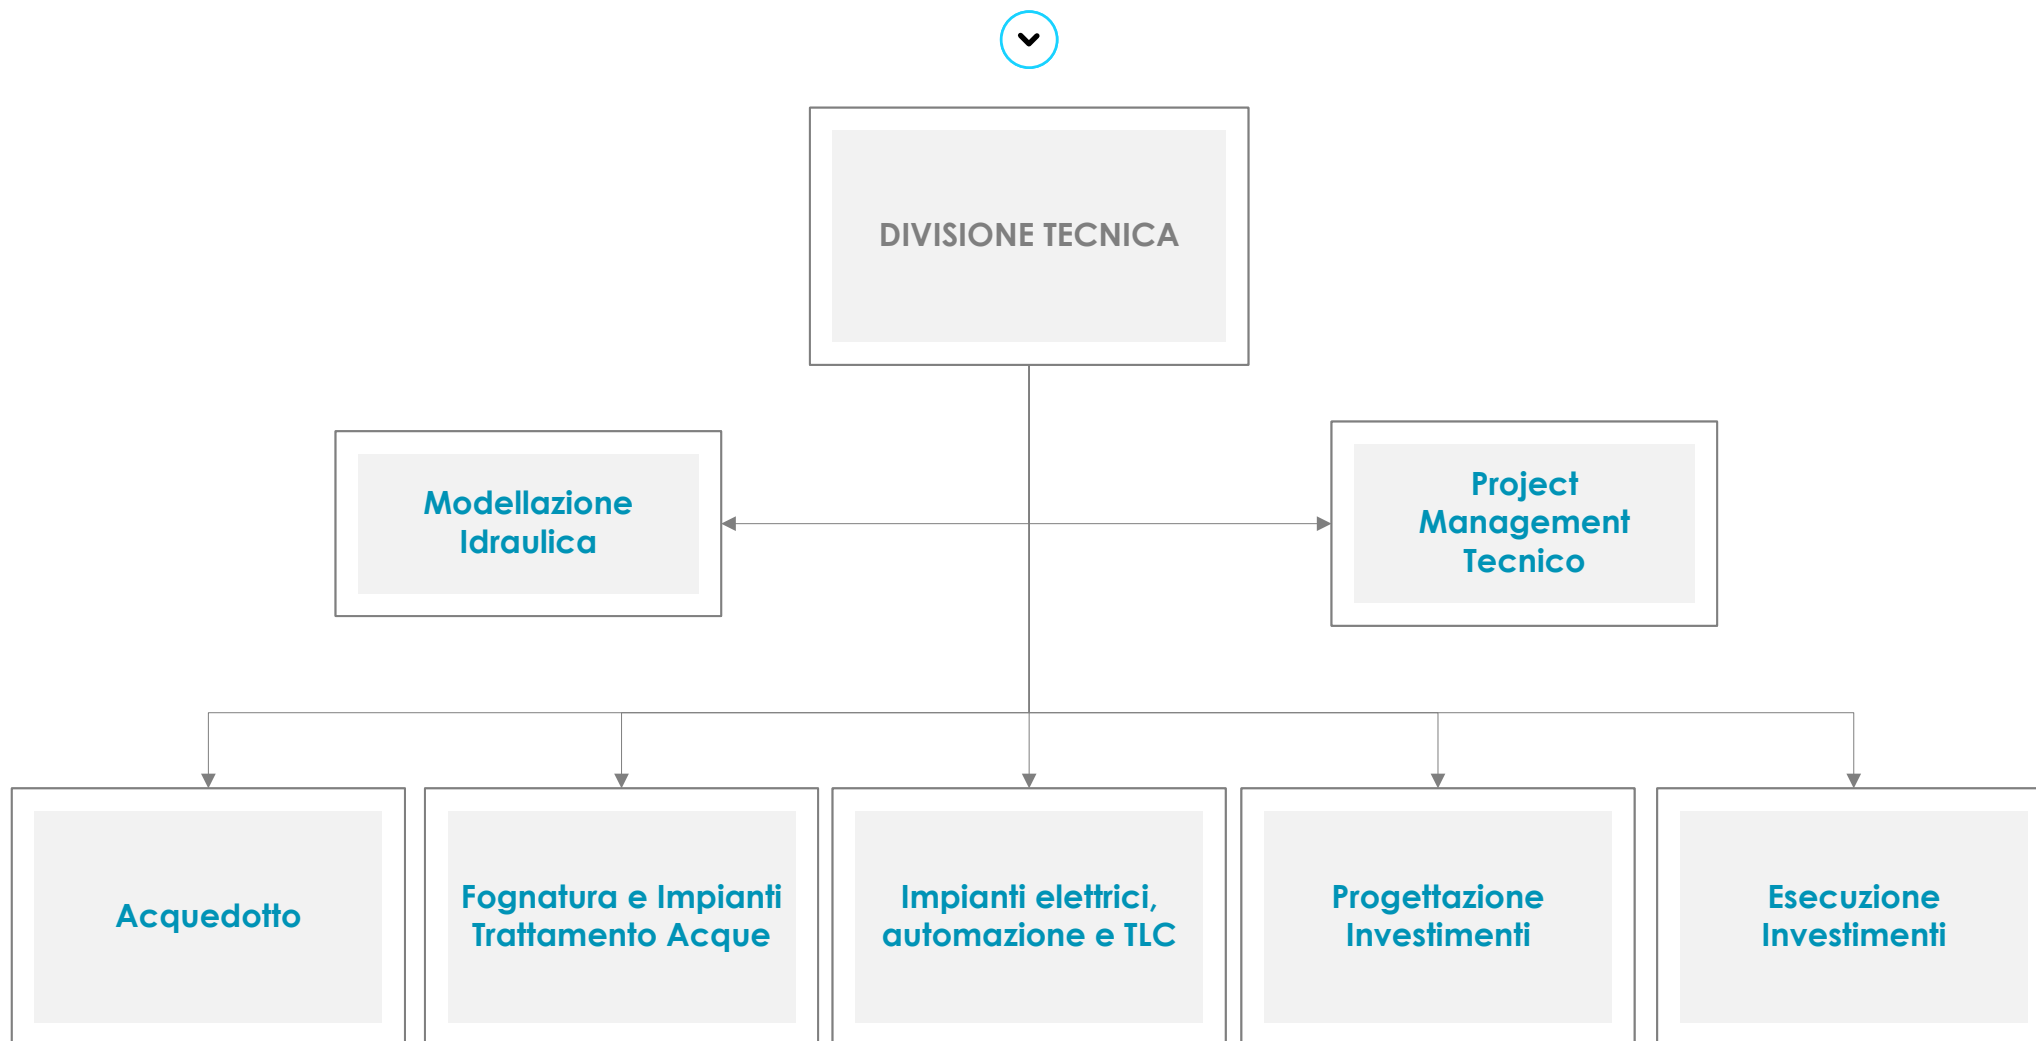 DIVISIONE TECNICA
Modellazione
Idraulica
Project
Management
Tecnico
Acquedotto
Fognatura e Impianti
Trattamento Acque
Impianti elettrici,
automazione e TLC
Progettazione
Investimenti
Esecuzione
Investimenti